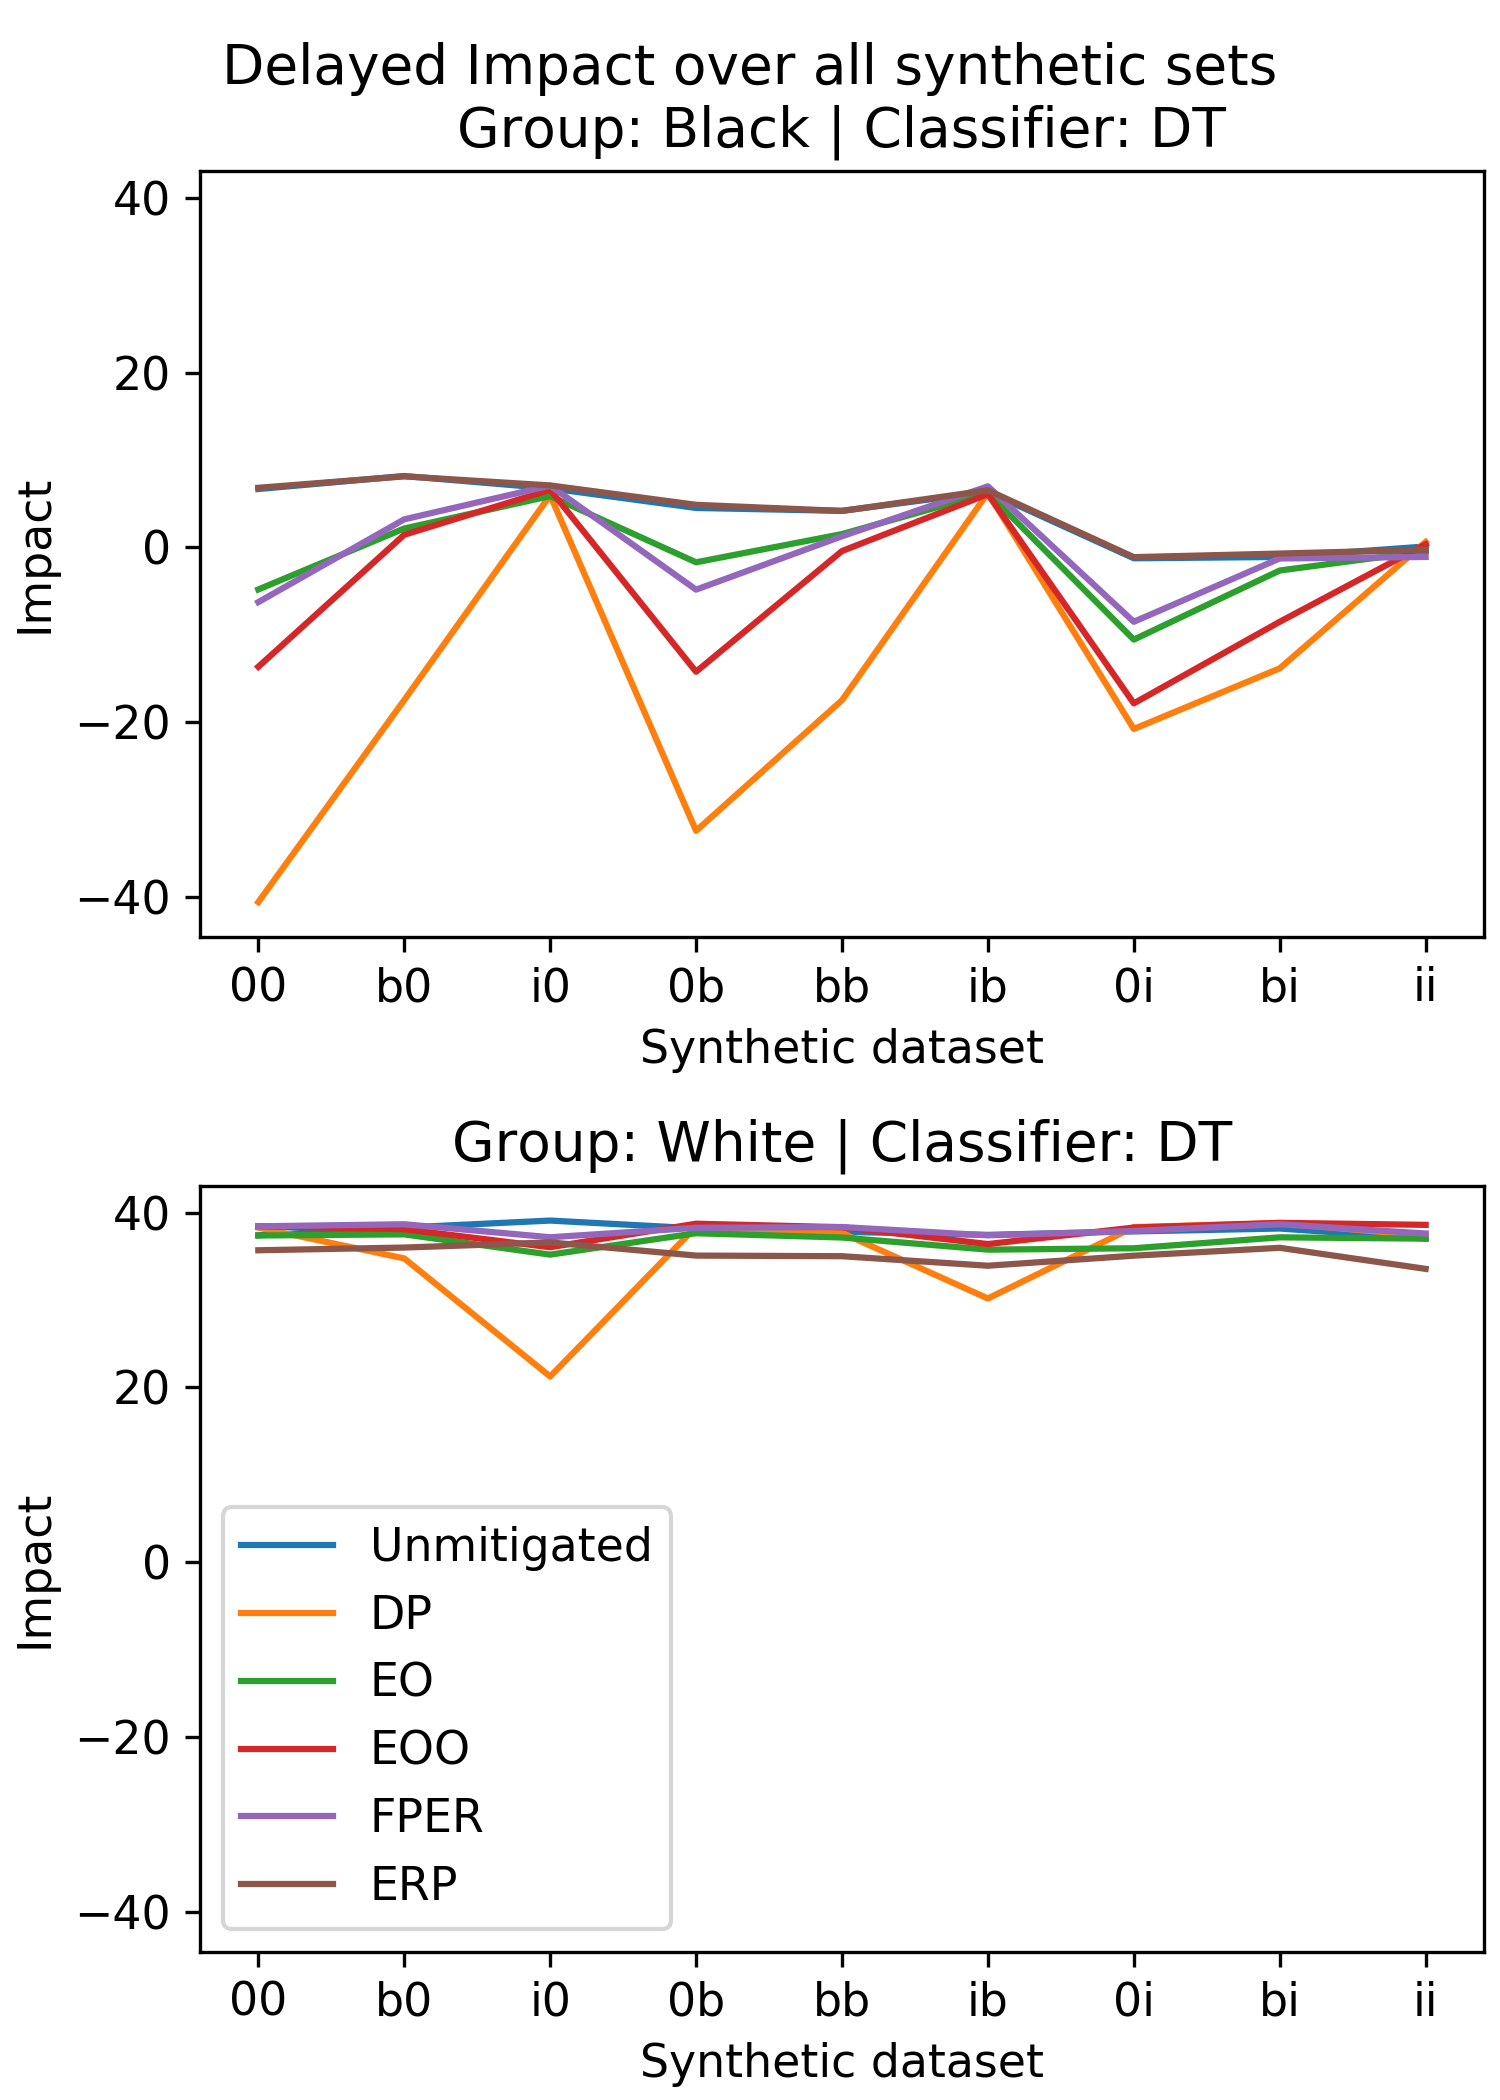 Delayed Impact over all synthetic sets
Group: Black | Classifier: DT
40
20
0
−20
−40
Impact
00 b0 i0 0b bb ib 0i bi ii
Synthetic dataset
Group: White | Classifier: DT
40
20
0
−20
−40
Impact
Unmitigated
DP
EO
EOO
FPER
ERP
00 b0 i0 0b bb ib 0i bi ii
Synthetic dataset